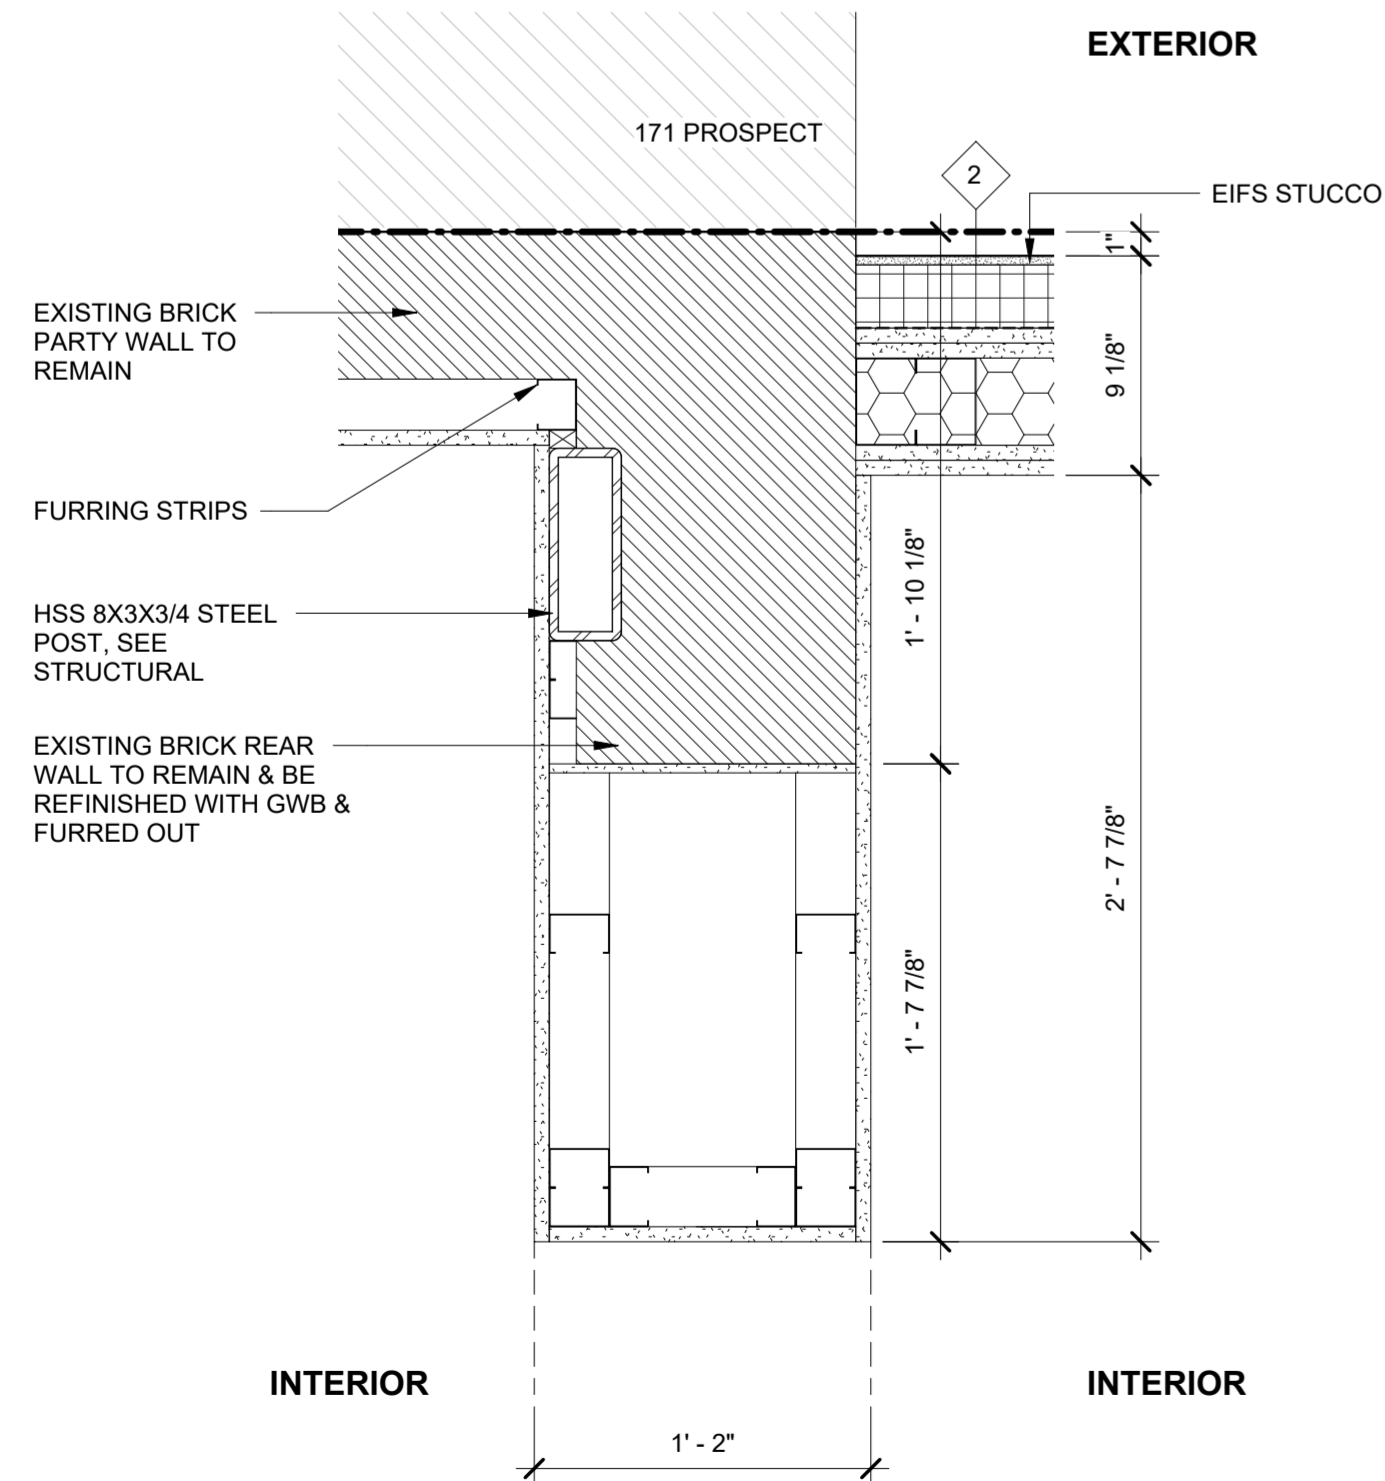 EXTERIOR
171 PROSPECT
2
EIFS STUCCO
1"
EXISTING BRICK
PARTY WALL TO
REMAIN
9 1/8"
FURRING STRIPS
1' - 10 1/8"
HSS 8X3X3/4 STEEL
POST, SEE
STRUCTURAL
EXISTING BRICK REAR
WALL TO REMAIN & BE
REFINISHED WITH GWB &
FURRED OUT
2' - 7 7/8"
1' - 7 7/8"
INTERIOR
INTERIOR
1' - 2"